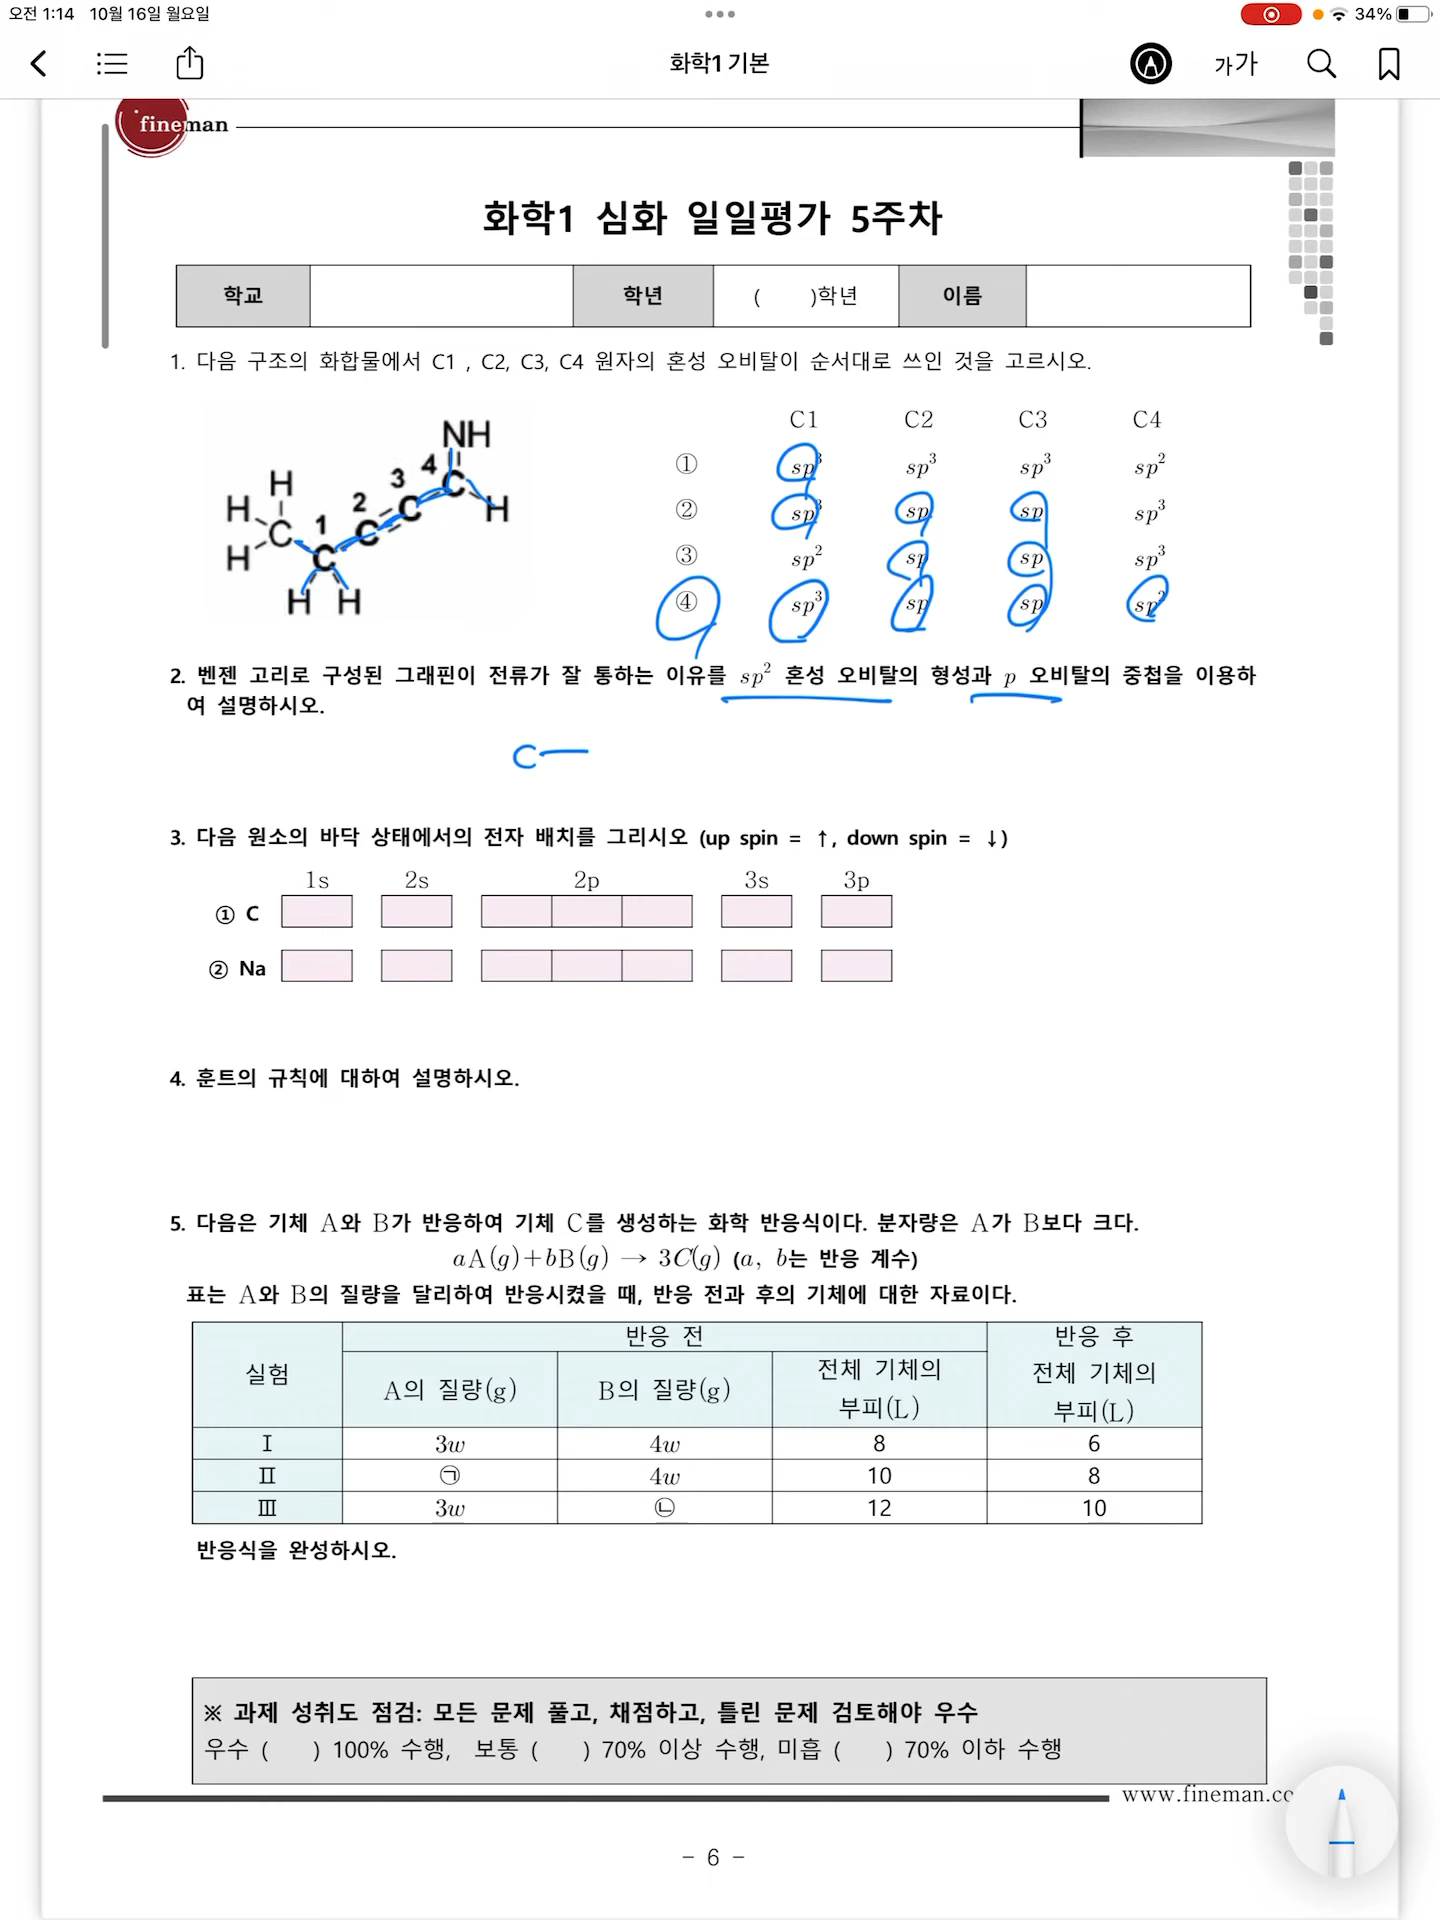 오전 1:14 10월 16일 월요일
34%
화학1 기본
가가
fineman
화학1 심화 일일평가 5주차
학교 학년 ( )학년 이름
1. 다음 구조의 화합물에서 C1 , C2, C3, C4 원자의 혼성 오비탈이 순서대로 쓰인 것을 고르시오.
NH
4
3
C
H
H
2
C
H
C
1
C
H
C
H H
C1 C2 C3 C4
① sp³ sp³ sp³ sp²
② sp³ sp sp sp³
③ sp² sp sp sp³
④ sp³ sp sp sp²
2. 벤젠 고리로 구성된 그래핀이 전류가 잘 통하는 이유를 sp² 혼성 오비탈의 형성과 p 오비탈의 중첩을 이용하
여 설명하시오.
C—
3. 다음 원소의 바닥 상태에서의 전자 배치를 그리시오 (up spin = ↑, down spin = ↓)
1s 2s 2p 3s 3p
① C
② Na
4. 훈트의 규칙에 대하여 설명하시오.
5. 다음은 기체 A와 B가 반응하여 기체 C를 생성하는 화학 반응식이다. 분자량은 A가 B보다 크다.
aA(g)+bB(g) → 3C(g) (a, b는 반응 계수)
표는 A와 B의 질량을 달리하여 반응시켰을 때, 반응 전과 후의 기체에 대한 자료이다.
실험 반응 전 반응 후
A의 질량(g) B의 질량(g) 전체 기체의 전체 기체의
부피(L) 부피(L)
Ⅰ 3w 4w 8 6
Ⅱ ㉠ 4w 10 8
Ⅲ 3w ㉡ 12 10
반응식을 완성하시오.
※ 과제 성취도 점검: 모든 문제 풀고, 채점하고, 틀린 문제 검토해야 우수
우수 ( ) 100% 수행, 보통 ( ) 70% 이상 수행, 미흡 ( ) 70% 이하 수행
www.fineman.co
- 6 -